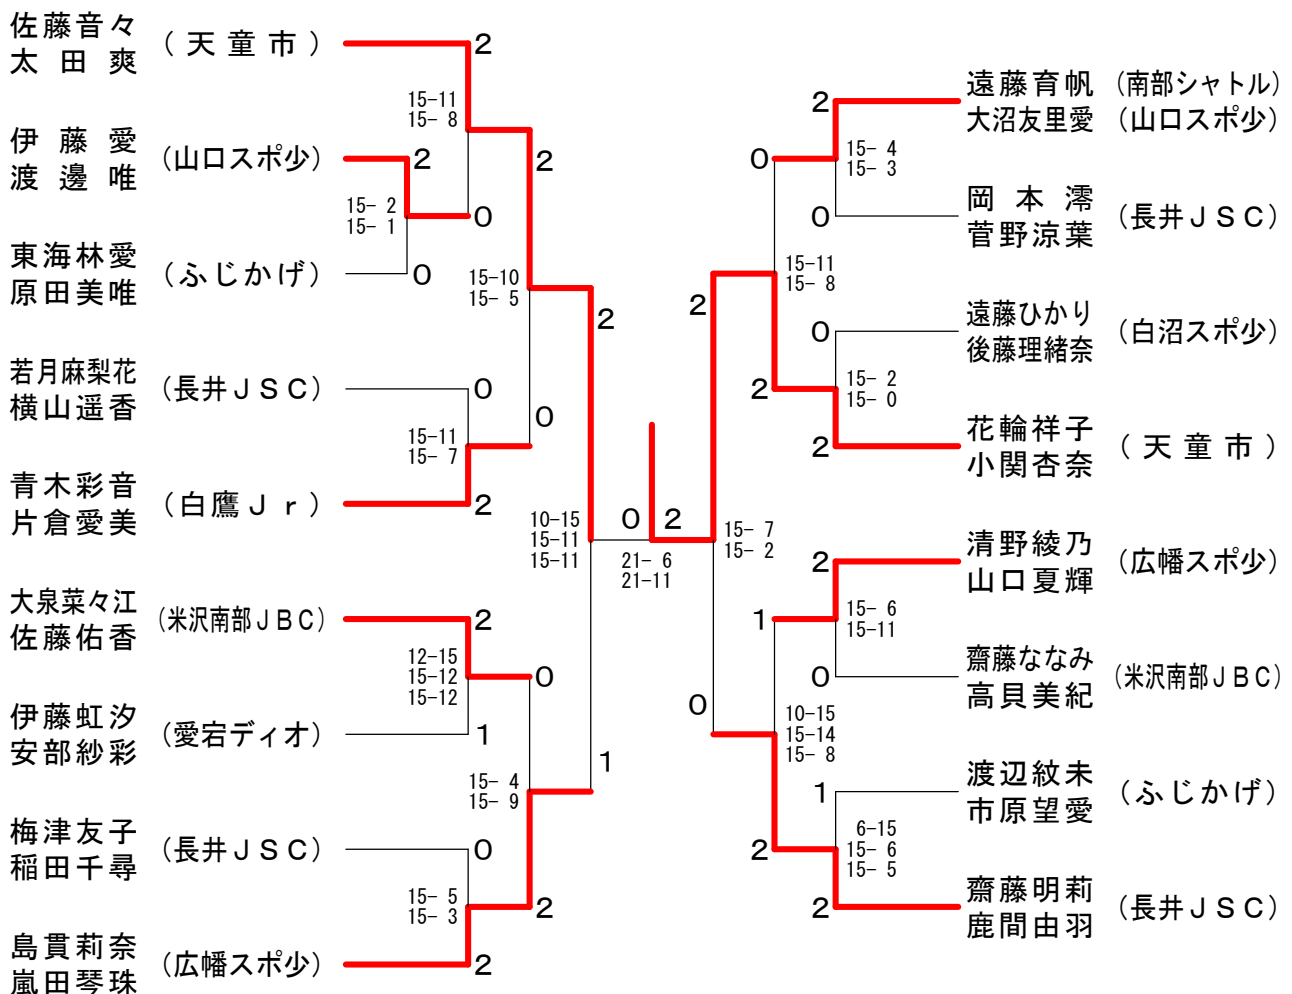 佐藤音々
太田爽
(天童市)
2
15-11
15- 8
伊藤愛
渡邊唯
(山口スポ少)
2
2
15- 2
15- 1
0
東海林愛
原田美唯
(ふじかげ)
0
15-10
15- 5
2
若月麻梨花
横山遥香
(長井JSC)
0
0
15-11
15- 7
青木彩音
片倉愛美
(白鷹Jr)
2
10-15
15-11
15-11
大泉菜々江
佐藤佑香
(米沢南部JBC)
2
12-15
15-12
15-12
0
伊藤虹汐
安部紗彩
(愛宕ディオ)
1
1
15- 4
15- 9
梅津友子
稲田千尋
(長井JSC)
0
15- 5
15- 3
2
島貫莉奈
嵐田琴珠
(広幡スポ少)
2
0 2
21- 6
21-11
遠藤育帆
大沼友里愛
(南部シャトル)
(山口スポ少)
2
0
15- 4
15- 3
岡本澪
菅野涼葉
(長井JSC)
0
15-11
15- 8
2
遠藤ひかり
後藤理緒奈
(白沼スポ少)
0
15- 2
15- 0
2
花輪祥子
小関杏奈
(天童市)
2
15- 7
15- 2
清野綾乃
山口夏輝
(広幡スポ少)
2
15- 6
15-11
1
齋藤ななみ
高貝美紀
(米沢南部JBC)
0
0
10-15
15-14
15- 8
渡辺紋未
市原望愛
(ふじかげ)
1
6-15
15- 6
15- 5
2
齋藤明莉
鹿間由羽
(長井JSC)
2